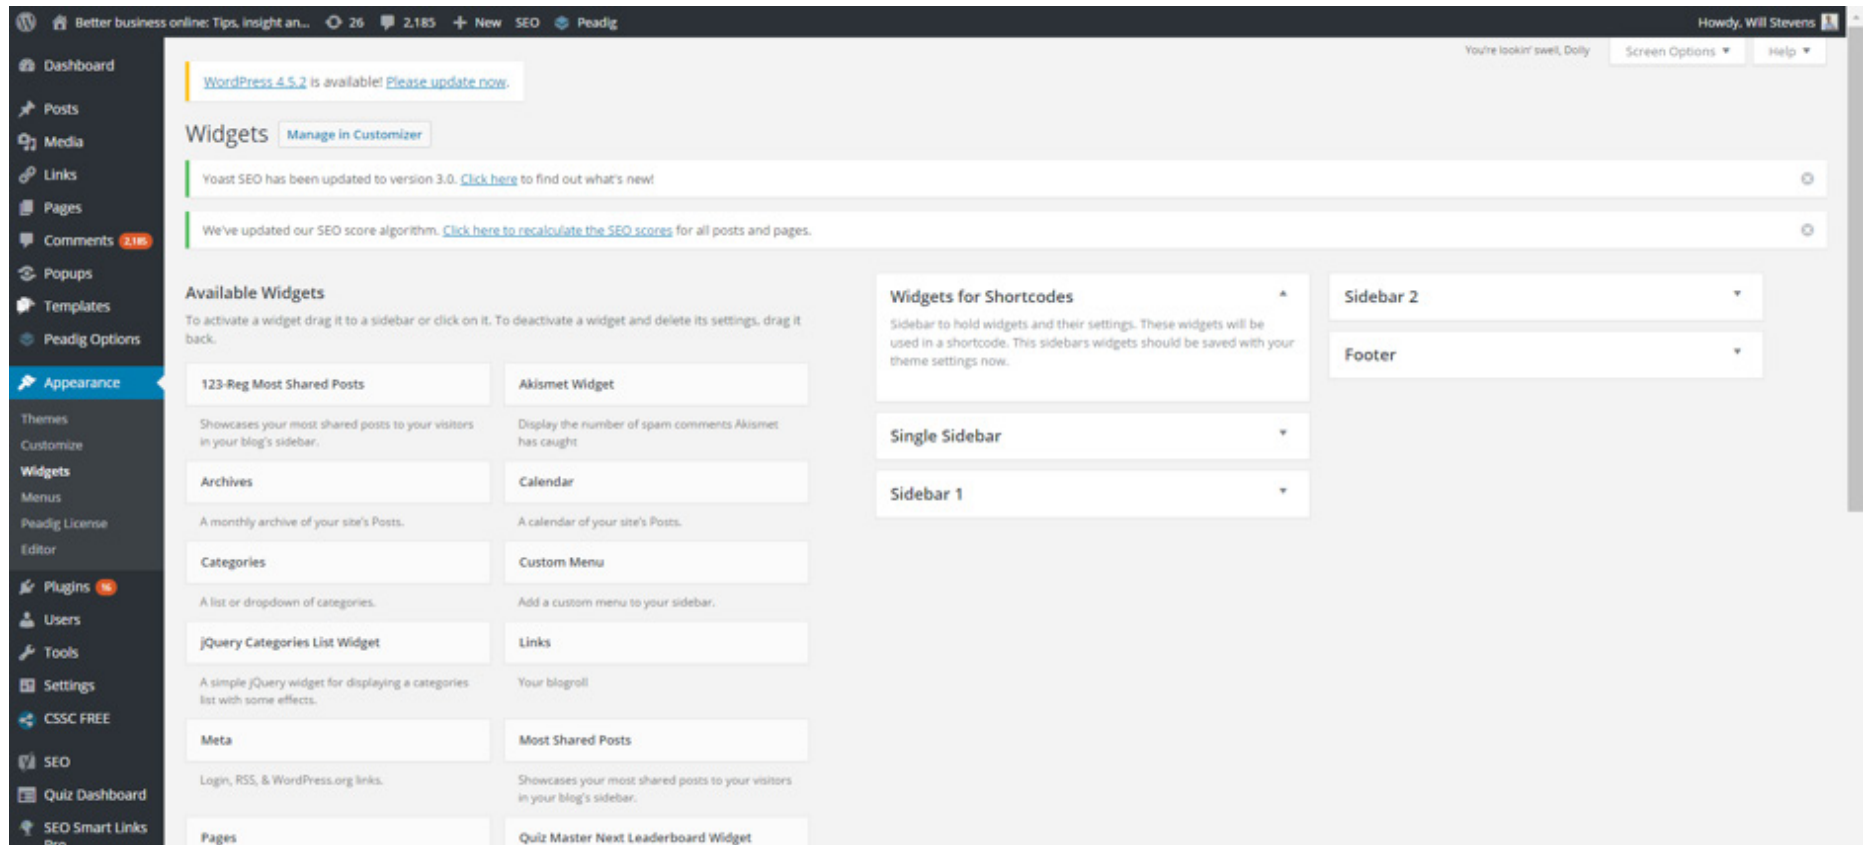 Better business online: Tips, insight an... 26 2,185 New SEO Peadig
Howdy, Will Stevens
You're lookin' swell, Dolly
Screen Options
Help
Dashboard
Posts
Media
Links
Pages
Comments 2,185
Popups
Templates
Peadig Options
Appearance
Themes
Customize
Widgets
Menus
Peadig License
Editor
Plugins
Users
Tools
Settings
CSSC FREE
SEO
Quiz Dashboard
SEO Smart Links
Pro
WordPress 4.5.2 is available! Please update now.
Widgets Manage in Customizer
Yoast SEO has been updated to version 3.0. Click here to find out what's new!
We've updated our SEO score algorithm. Click here to recalculate the SEO scores for all posts and pages.
Available Widgets
To activate a widget drag it to a sidebar or click on it. To deactivate a widget and delete its settings, drag it
back.
123-Reg Most Shared Posts
Showcases your most shared posts to your visitors
in your blog's sidebar.
Akismet Widget
Display the number of spam comments Akismet
has caught
Archives
A monthly archive of your site's Posts.
Calendar
A calendar of your site's Posts.
Categories
A list or dropdown of categories.
Custom Menu
Add a custom menu to your sidebar.
jQuery Categories List Widget
A simple jQuery widget for displaying a categories
list with some effects.
Links
Your blogroll
Meta
Login, RSS, & WordPress.org links.
Most Shared Posts
Showcases your most shared posts to your visitors
in your blog's sidebar.
Pages
Quiz Master Next Leaderboard Widget
Widgets for Shortcodes
Sidebar to hold widgets and their settings. These widgets will be
used in a shortcode. This sidebars widgets should be saved with your
theme settings now.
Single Sidebar
Sidebar 1
Sidebar 2
Footer